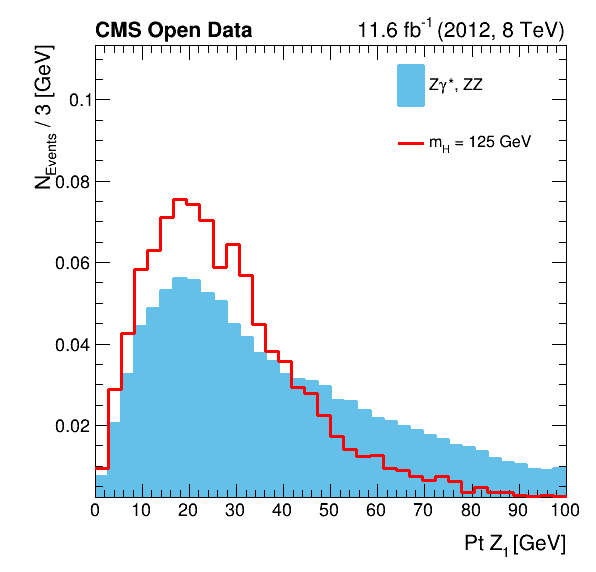 CMS Open Data 11.6 fb⁻¹ (2012, 8 TeV)
N_Events / 3 [GeV]
Zγ*, ZZ
m_H = 125 GeV
0.1
0.08
0.06
0.04
0.02
0 10 20 30 40 50 60 70 80 90 100
Pt Z₁ [GeV]